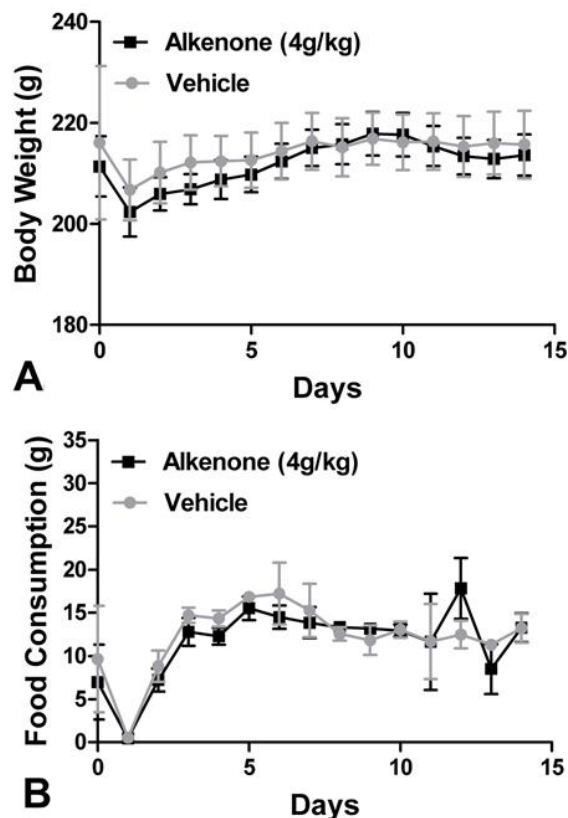 240
220
200
180
Body Weight (g)
Alkenone (4g/kg)
Vehicle
0 5 10 15
Days
A
35
30
25
20
15
10
5
0
Food Consumption (g)
Alkenone (4g/kg)
Vehicle
0 5 10 15
Days
B